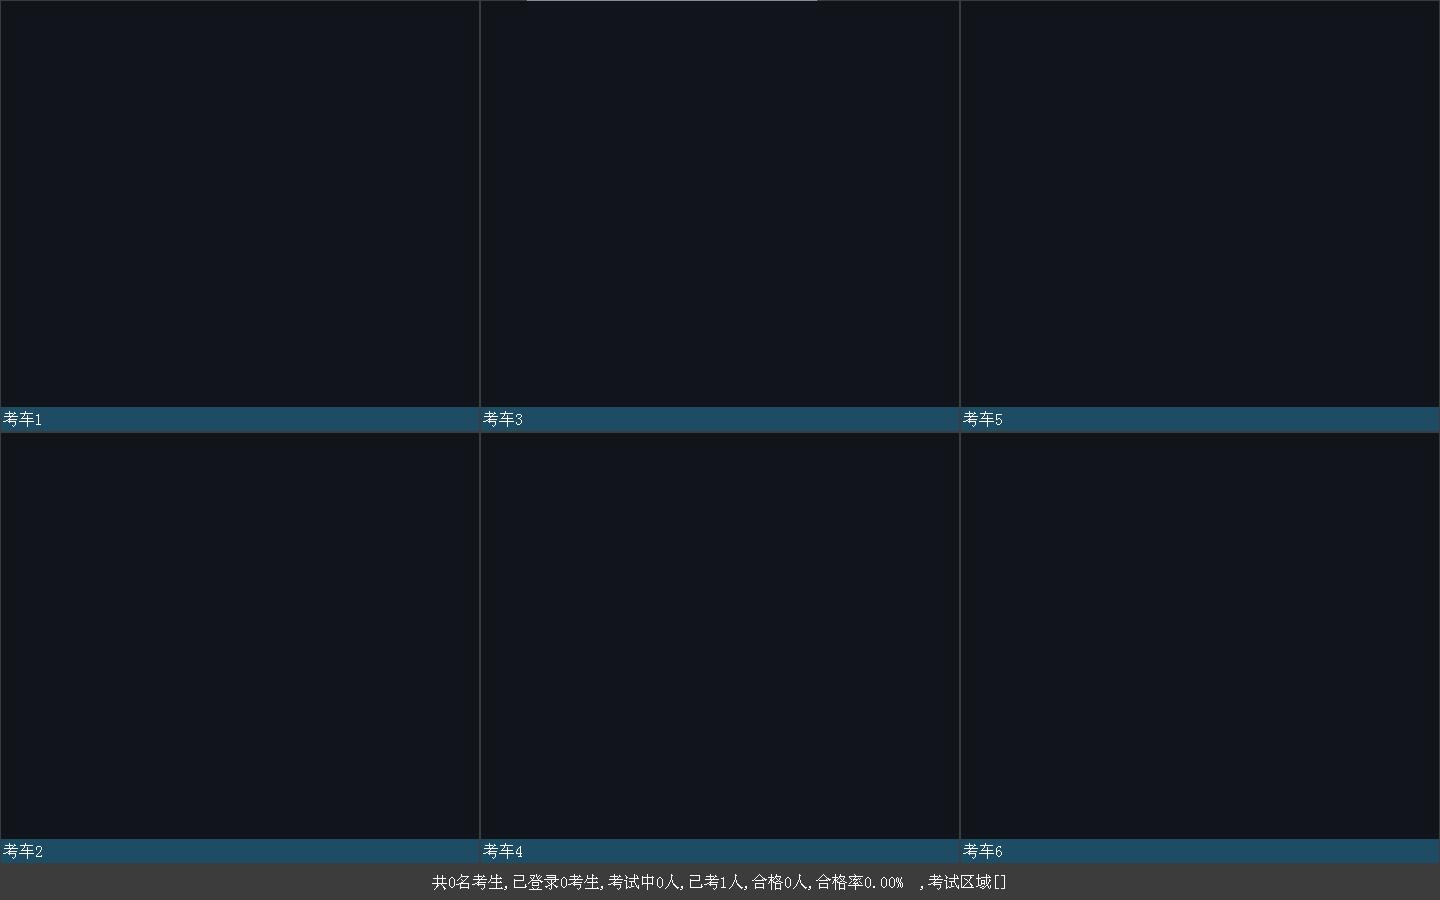 考车1
考车3
考车5
考车2
考车4
考车6
共0名考生,已登录0考生,考试中0人,已考1人,合格0人,合格率0.00%  ,考试区域[]